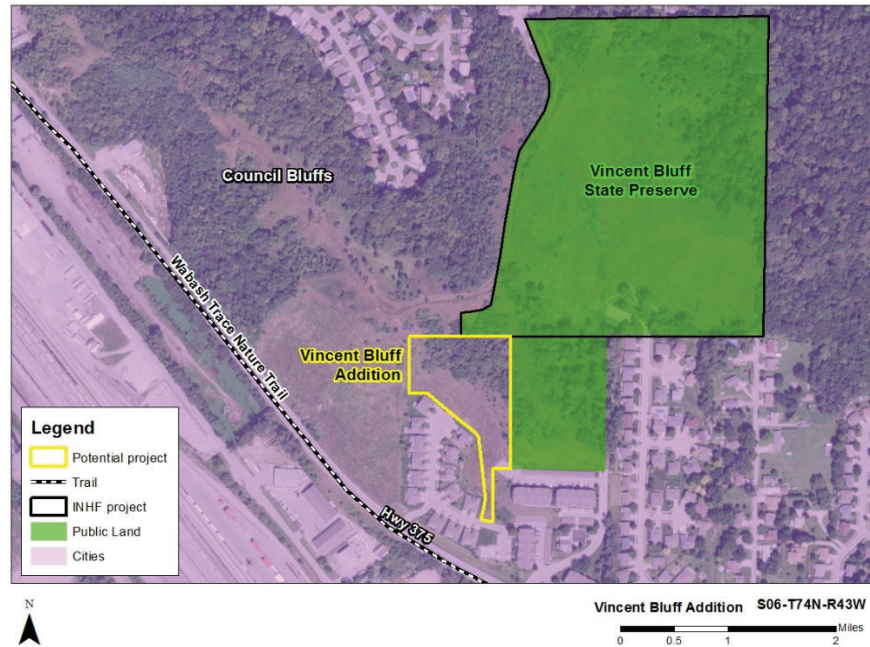 Vincent Bluff
State Preserve
Council Bluffs
Wabash Trace Nature Trail
Vincent Bluff
Addition
Hwy 375
Legend
Potential project
Trail
INHF project
Public Land
Cities
N
Vincent Bluff Addition S06-T74N-R43W
Miles
0 0.5 1 2